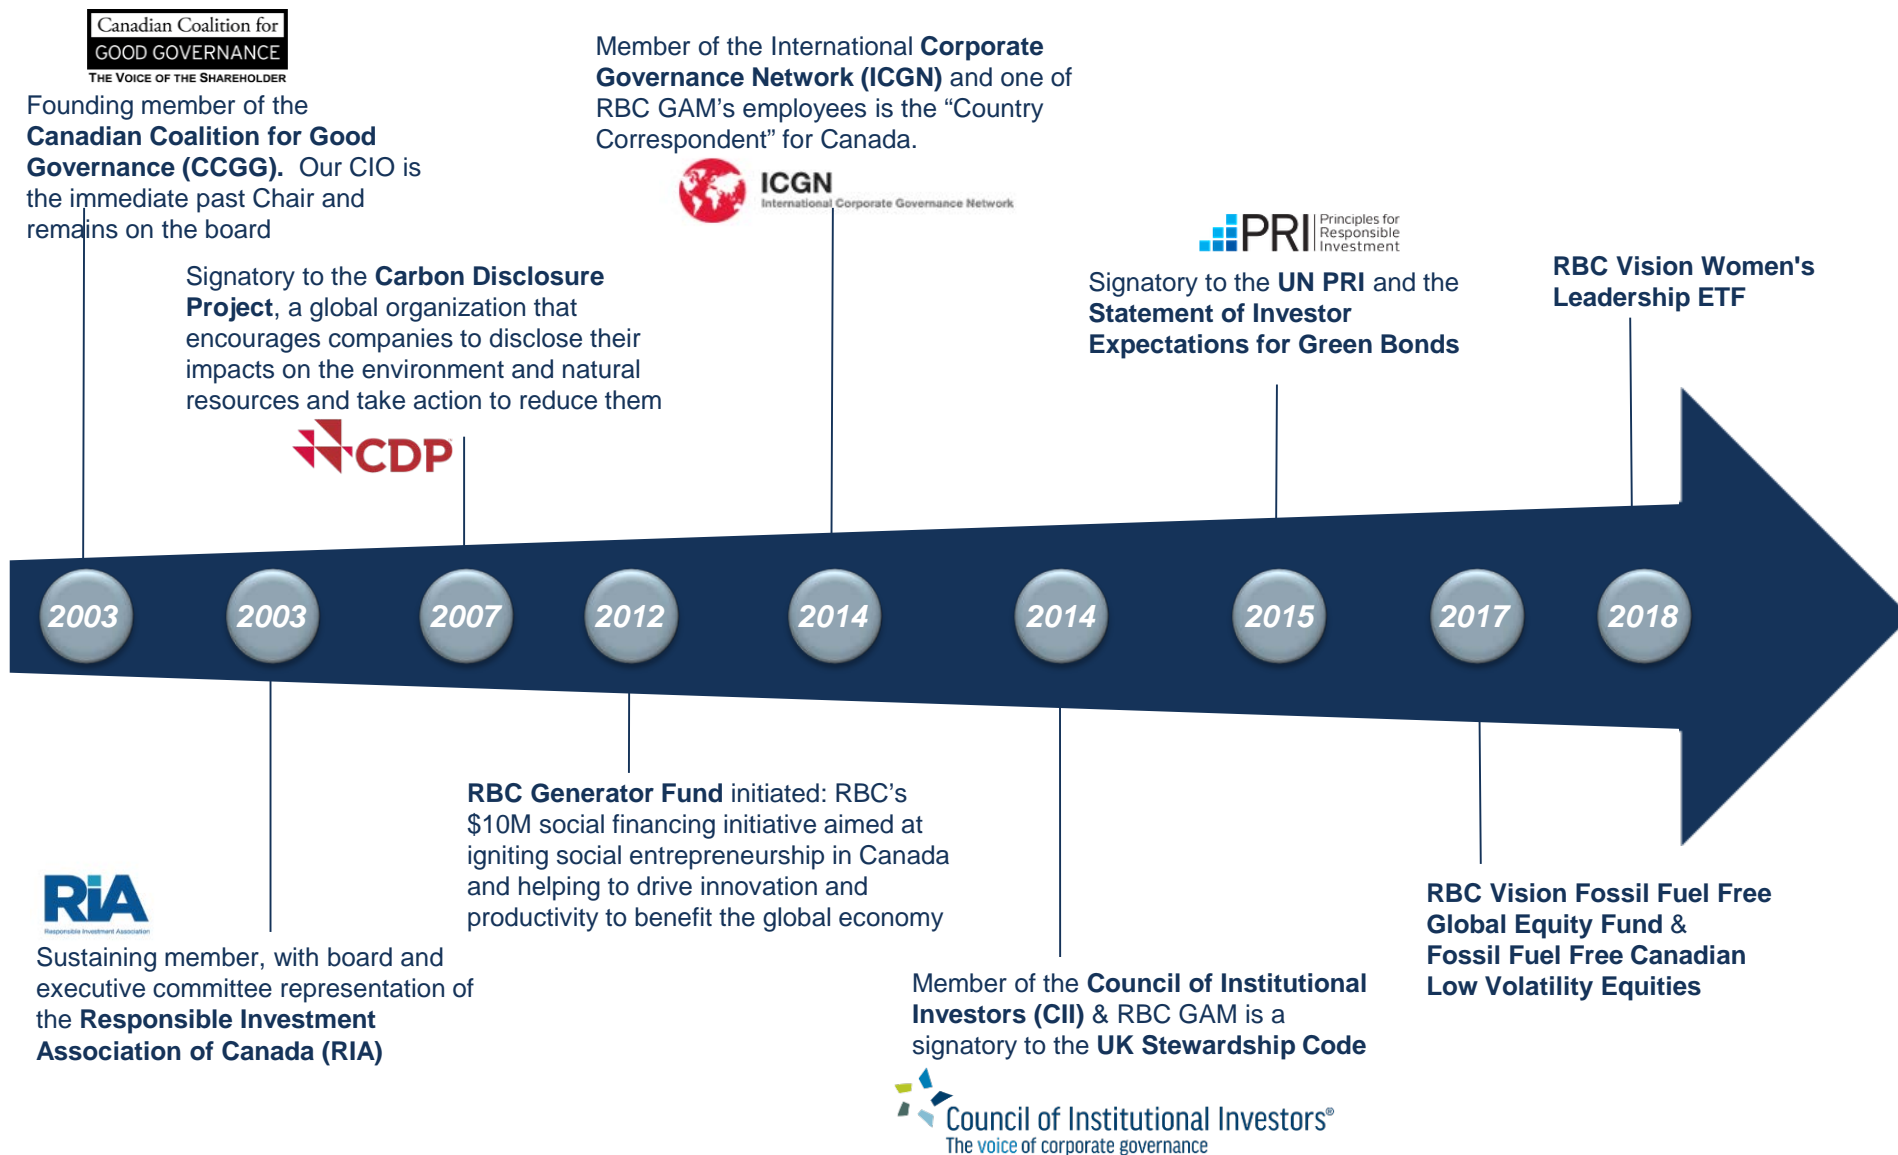 Canadian Coalition for
GOOD GOVERNANCE
THE VOICE OF THE SHAREHOLDER
Founding member of the
Canadian Coalition for Good
Governance (CCGG).  Our CIO is
the immediate past Chair and
remains on the board
Signatory to the Carbon Disclosure
Project, a global organization that
encourages companies to disclose their
impacts on the environment and natural
resources and take action to reduce them
CDP
Member of the International Corporate
Governance Network (ICGN) and one of
RBC GAM’s employees is the “Country
Correspondent” for Canada.
ICGN
International Corporate Governance Network
PRI
Principles for
Responsible
Investment
Signatory to the UN PRI and the
Statement of Investor
Expectations for Green Bonds
RBC Vision Women's
Leadership ETF
2003
2003
2007
2012
2014
2014
2015
2017
2018
RiA
Responsible Investment Association
Sustaining member, with board and
executive committee representation of
the Responsible Investment
Association of Canada (RIA)
RBC Generator Fund initiated: RBC’s
$10M social financing initiative aimed at
igniting social entrepreneurship in Canada
and helping to drive innovation and
productivity to benefit the global economy
Member of the Council of Institutional
Investors (CII) & RBC GAM is a
signatory to the UK Stewardship Code
Council of Institutional Investors®
The voice of corporate governance
RBC Vision Fossil Fuel Free
Global Equity Fund &
Fossil Fuel Free Canadian
Low Volatility Equities